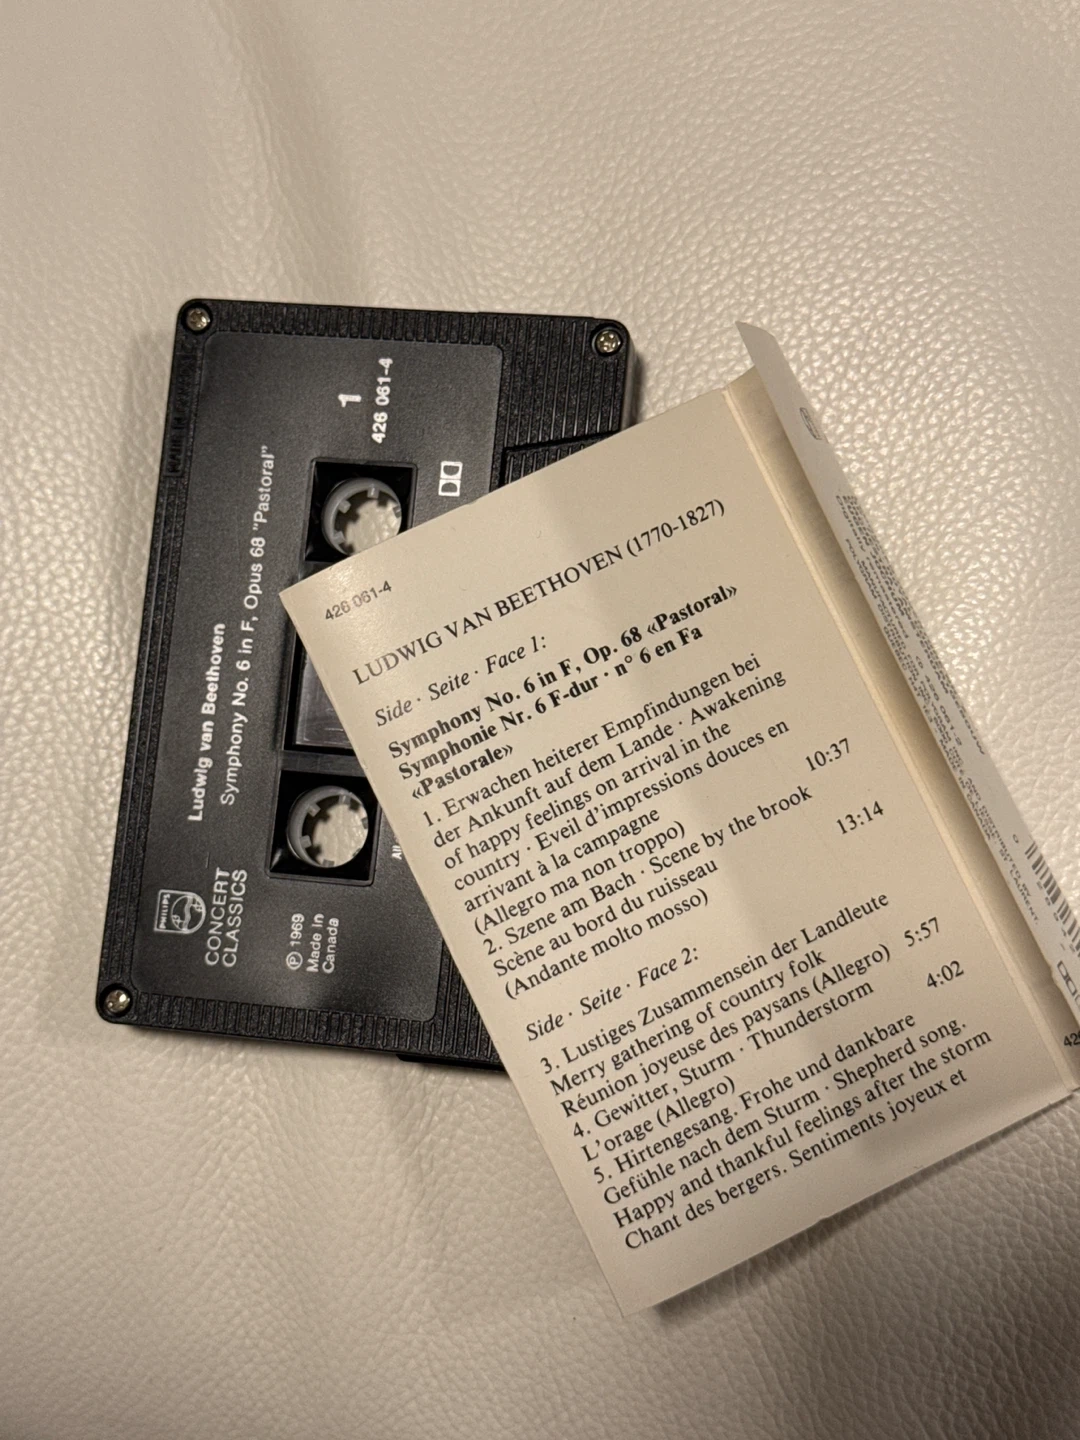 Ludwig van Beethoven
Symphony No. 6 in F, Opus 68 "Pastoral"
1
426 061-4
PHILIPS
CONCERT
CLASSICS
℗ 1969
Made in
Canada
426 061-4
LUDWIG VAN BEETHOVEN (1770-1827)
Side · Seite · Face 1:
Symphony No. 6 in F, Op. 68 «Pastoral»
Symphonie Nr. 6 F-dur · n° 6 en Fa
«Pastorale»
1. Erwachen heiterer Empfindungen bei
der Ankunft auf dem Lande · Awakening
of happy feelings on arrival in the
country · Eveil d'impressions douces en
arrivant à la campagne
(Allegro ma non troppo) 10:37
2. Szene am Bach · Scene by the brook
Scène au bord du ruisseau
(Andante molto mosso) 13:14
Side · Seite · Face 2:
3. Lustiges Zusammensein der Landleute
Merry gathering of country folk
Réunion joyeuse des paysans (Allegro) 5:57
4. Gewitter, Sturm · Thunderstorm
L'orage (Allegro) 4:02
5. Hirtengesang. Frohe und dankbare
Gefühle nach dem Sturm · Shepherd song.
Happy and thankful feelings after the storm
Chant des bergers. Sentiments joyeux et